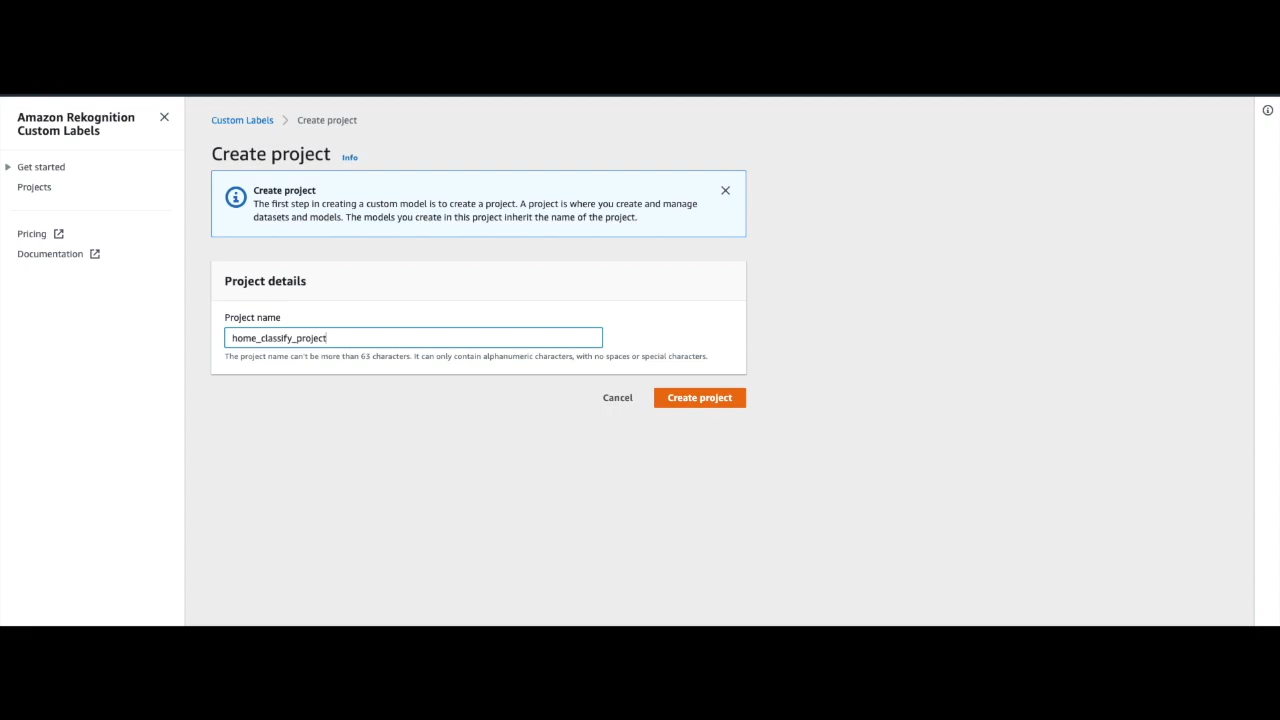 Amazon Rekognition
Custom Labels
Get started
Projects
Pricing
Documentation
Custom Labels
Create project
Create project
Info
Create project
The first step in creating a custom model is to create a project. A project is where you create and manage
datasets and models. The models you create in this project inherit the name of the project.
Project details
Project name
home_classify_project
The project name can't be more than 63 characters. It can only contain alphanumeric characters, with no spaces or special characters.
Cancel
Create project